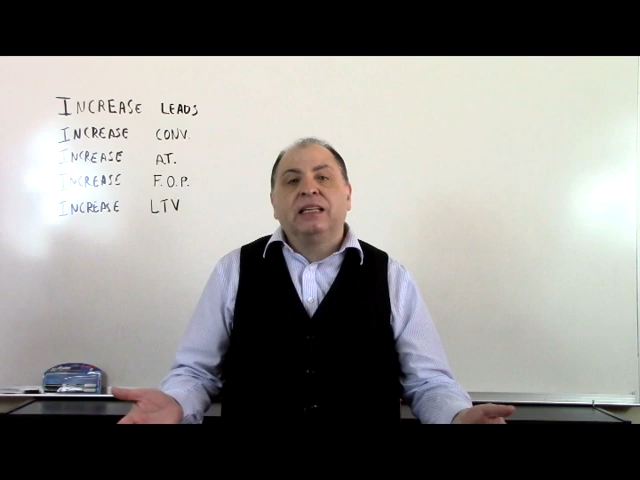 INCREASE LEADS
INCREASE CONV.
INCREASE A.T.
INCREASE F.O.P.
INCREASE LTV